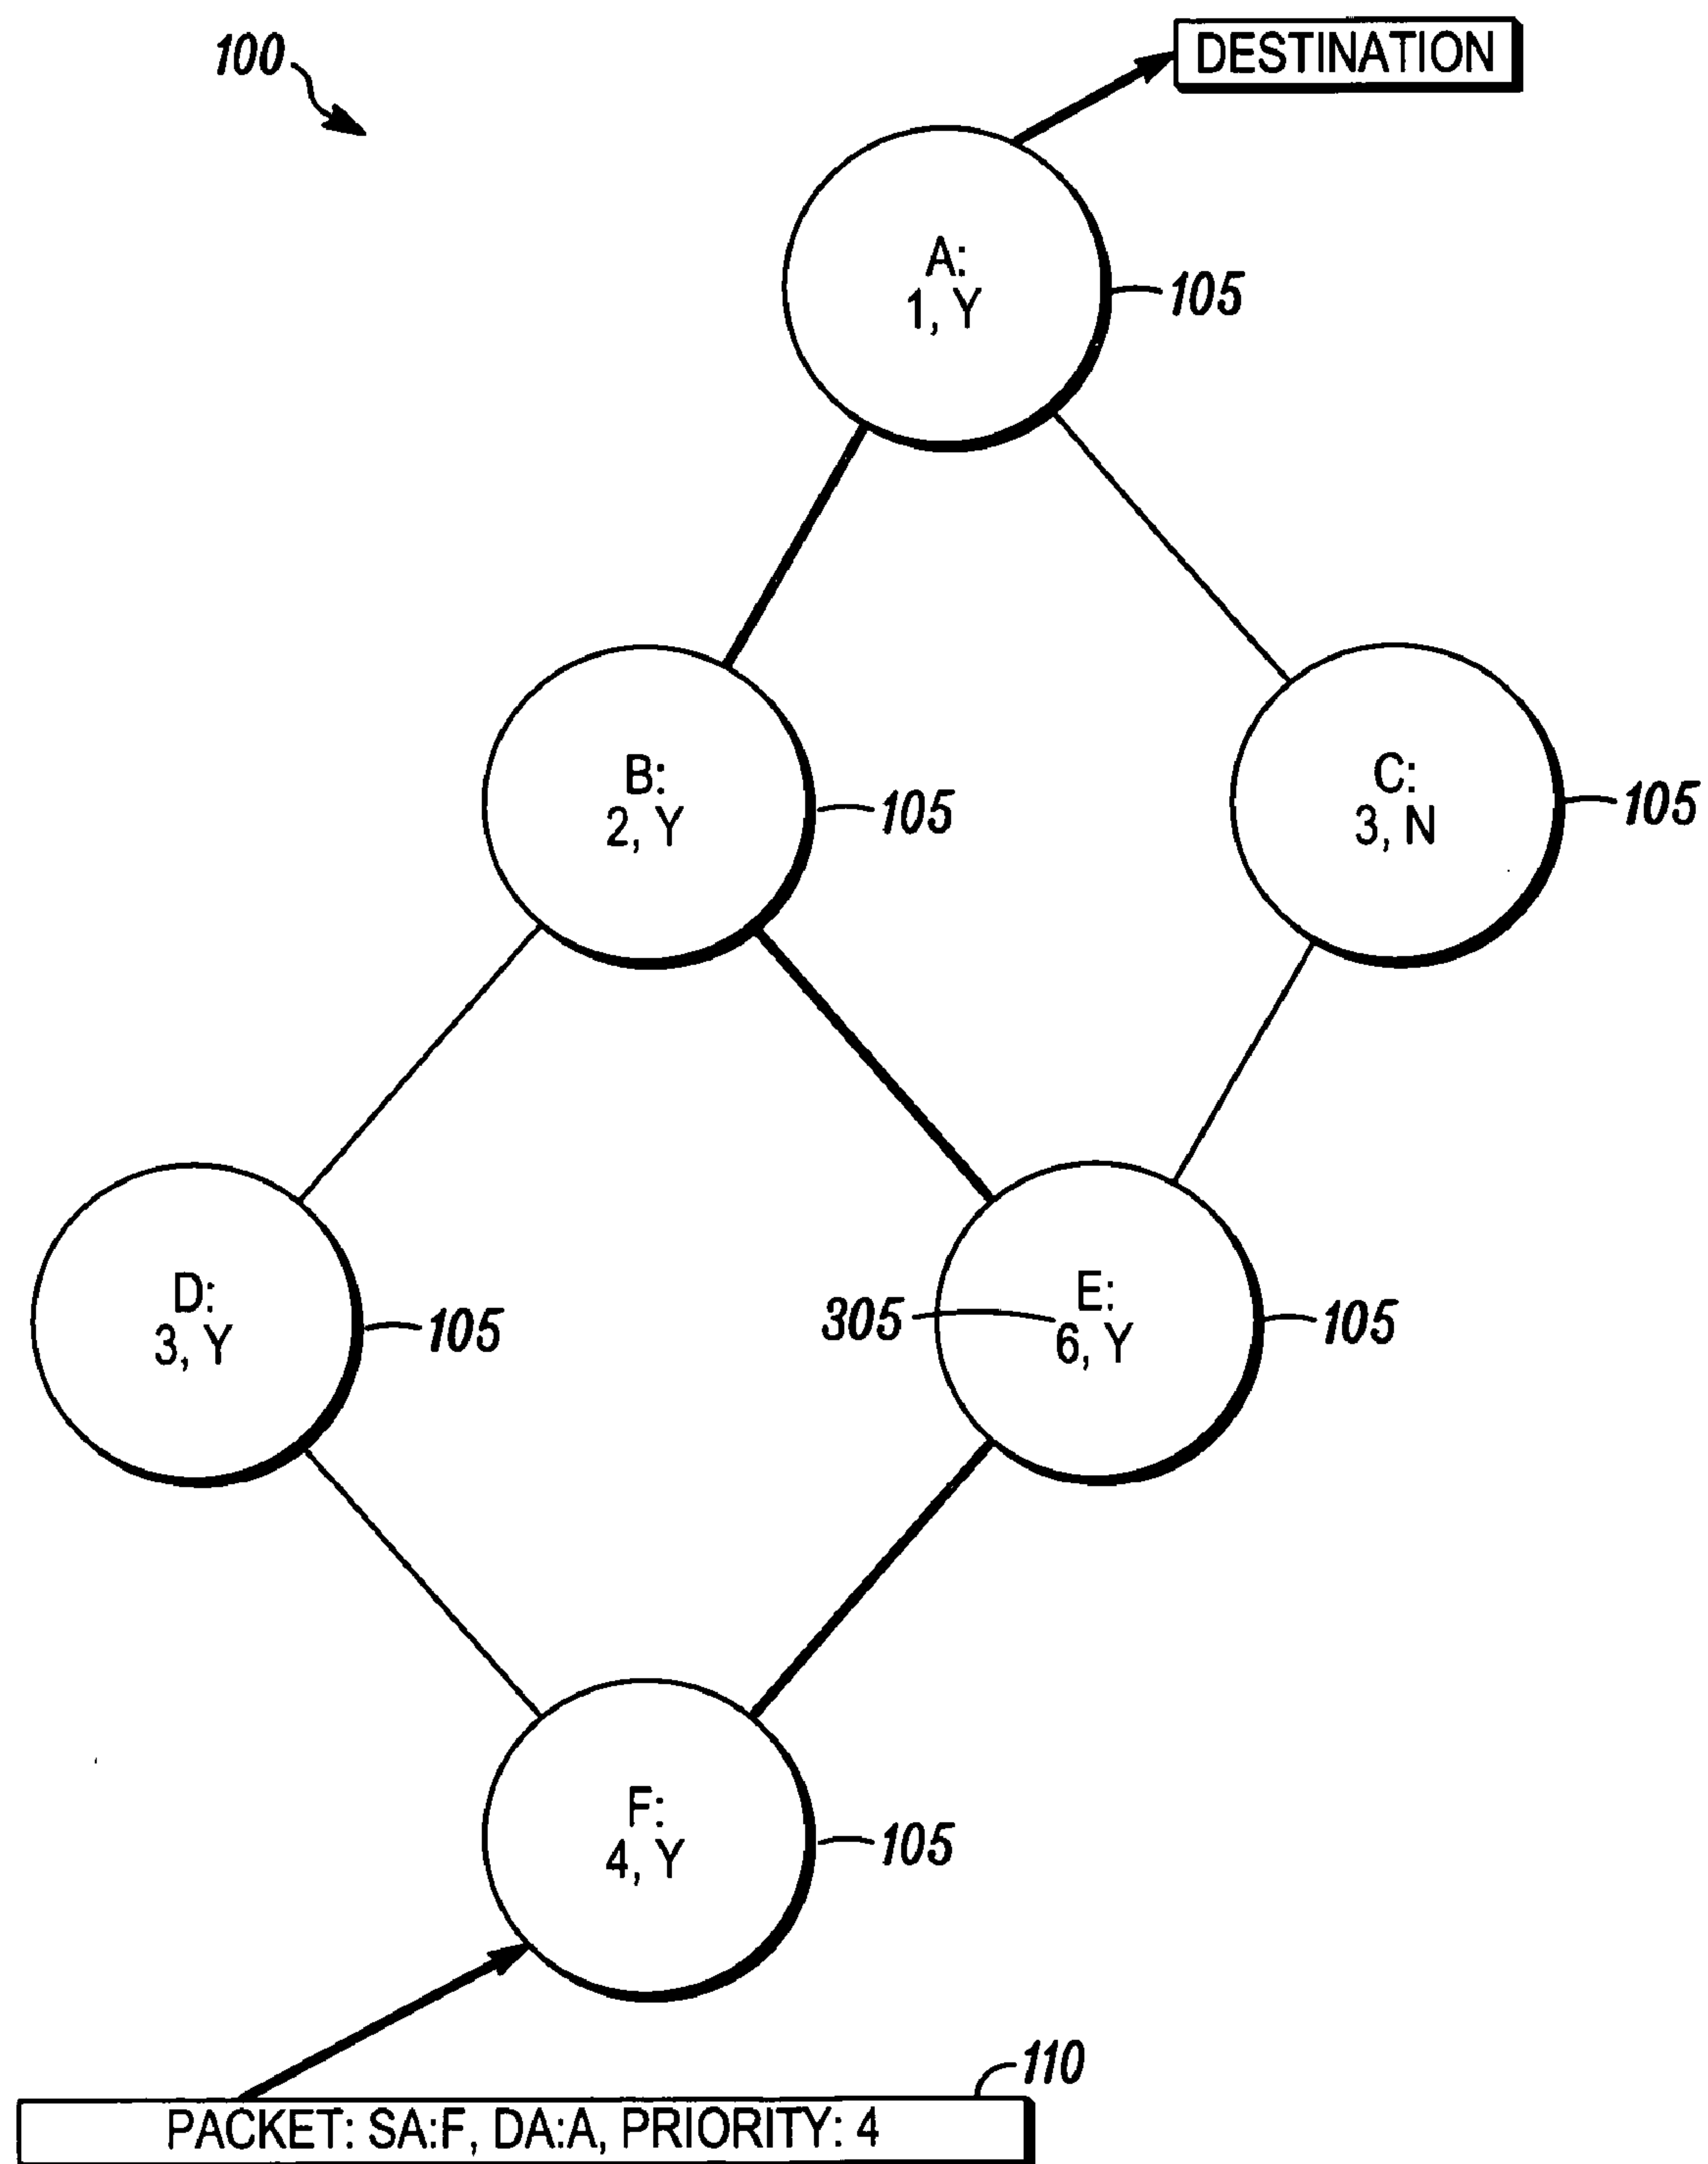 100
DESTINATION
A:
1, Y
105
B:
2, Y
105
C:
3, N
105
D:
3, Y
105
305
E:
6, Y
105
F:
4, Y
105
110
PACKET: SA:F, DA:A, PRIORITY: 4